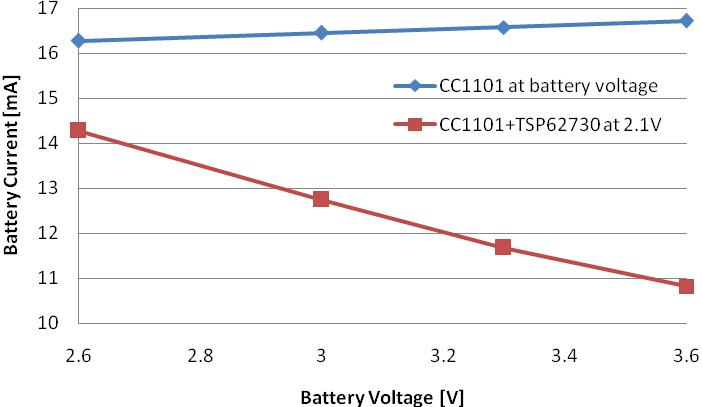 17
16
15
14
13
12
11
10
Battery Current [mA]
CC1101 at battery voltage
CC1101+TSP62730 at 2.1V
2.6 2.8 3 3.2 3.4 3.6
Battery Voltage [V]